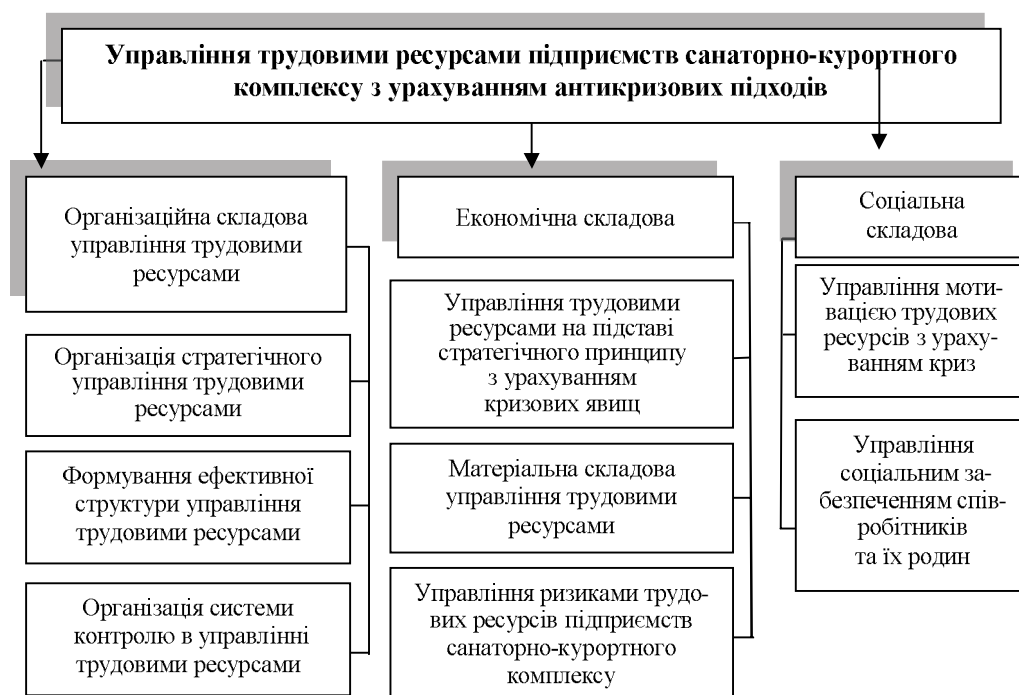 Управління трудовими ресурсами підприємств санаторно-курортного
комплексу з урахуванням антикризових підходів
Організаційна складова
управління трудовими
ресурсами
Організація стратегічного
управління трудовими
ресурсами
Формування ефективної
структури управління
трудовими ресурсами
Організація системи
контролю в управлінні
трудовими ресурсами
Економічна складова
Управління трудовими
ресурсами на підставі
стратегічного принципу
з урахуванням
кризових явищ
Матеріальна складова
управління трудовими
ресурсами
Управління ризиками трудо-
вих ресурсів підприємств
санаторно-курортного
комплексу
Соціальна
складова
Управління моти-
вацією трудових
ресурсів з ураху-
ванням криз
Управління
соціальним за-
безпеченням спів-
робітників
та їх родин